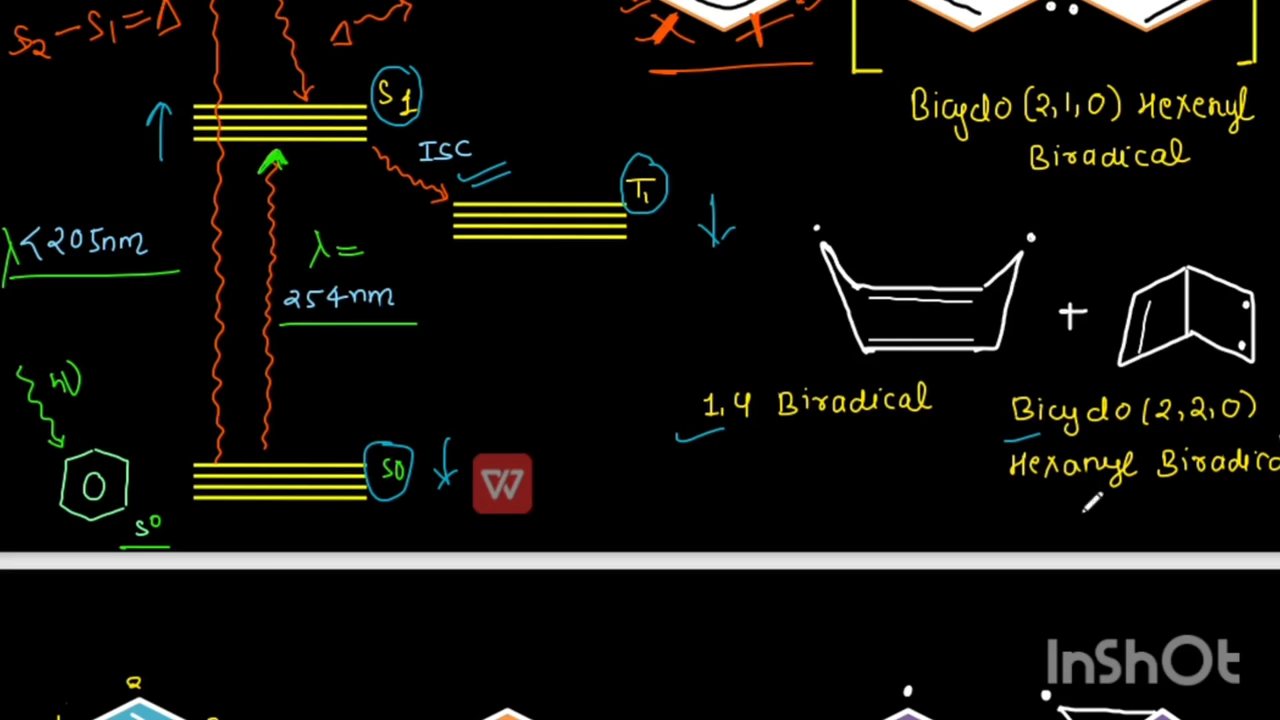 S2 - S1 = Δ
Δ
S1
ISC
T1
λ < 205nm
λ =
254nm
hν
S0
S0
Bicyclo (2,1,0) Hexenyl
Biradical
+
1,4 Biradical
Bicyclo (2,2,0)
Hexanyl Biradica
InShOt